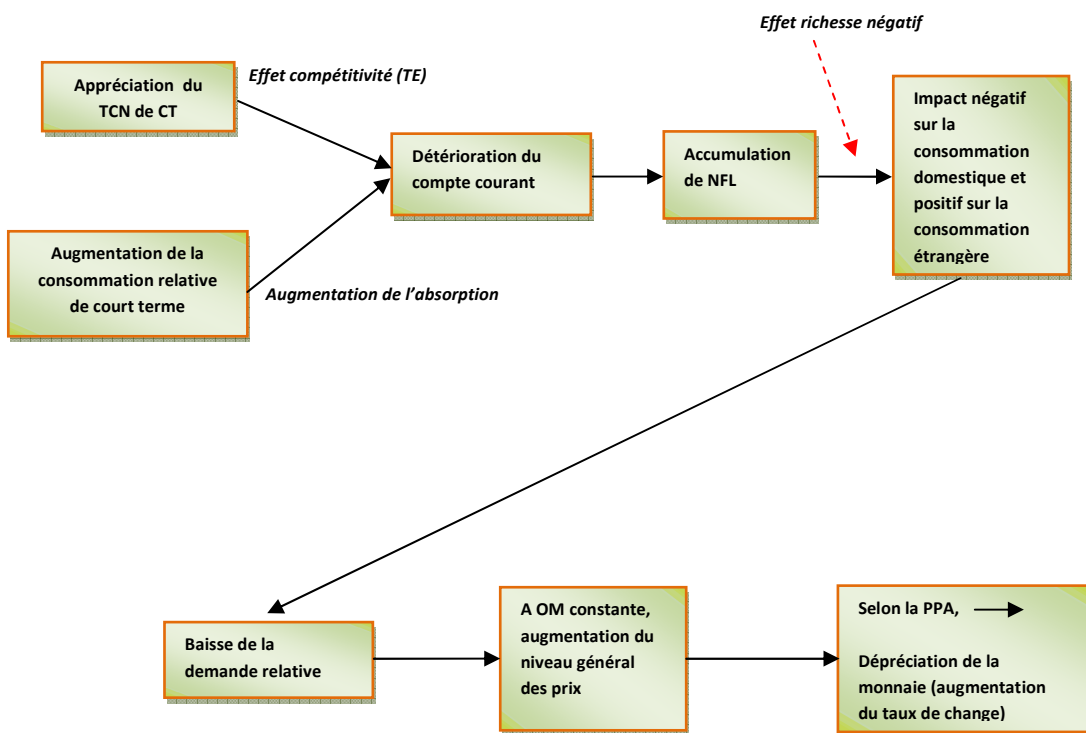 Effet richesse négatif
Appréciation du
TCN de CT
Effet compétitivité (TE)
Augmentation de la
consommation relative
de court terme
Augmentation de l'absorption
Détérioration du
compte courant
Accumulation
de NFL
Impact négatif
sur la
consommation
domestique et
positif sur la
consommation
étrangère
Baisse de la
demande relative
A OM constante,
augmentation du
niveau général
des prix
Selon la PPA,
Dépréciation de la
monnaie (augmentation
du taux de change)